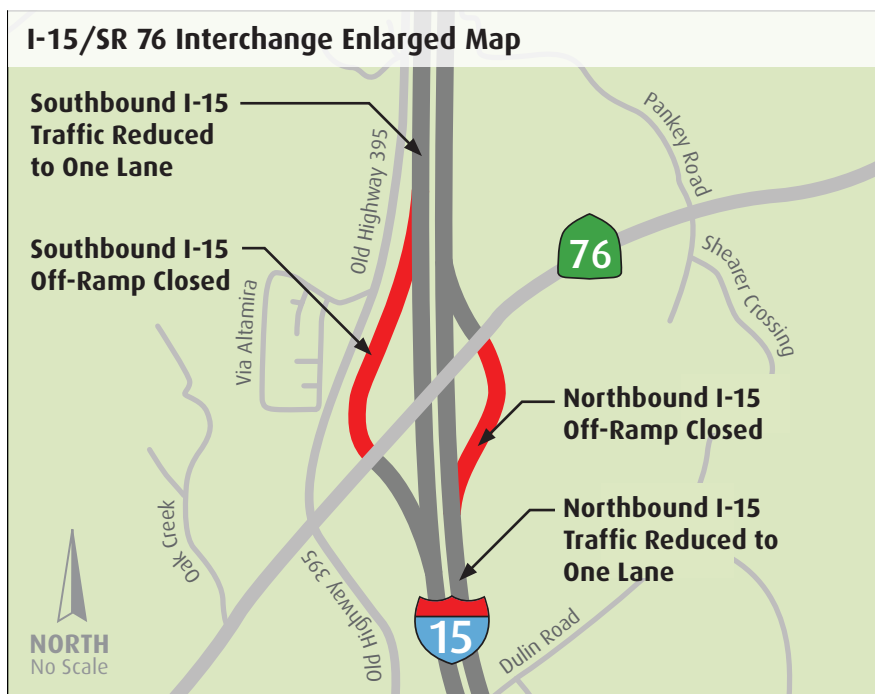 I-15/SR 76 Interchange Enlarged Map
Southbound I-15
Traffic Reduced
to One Lane
Old Highway 395
Pankey Road
Southbound I-15
Off-Ramp Closed
76
Shearer Crossing
Via Altamira
Northbound I-15
Off-Ramp Closed
Northbound I-15
Traffic Reduced to
One Lane
Oak Creek
Old Highway 395
15
Dulin Road
NORTH
No Scale